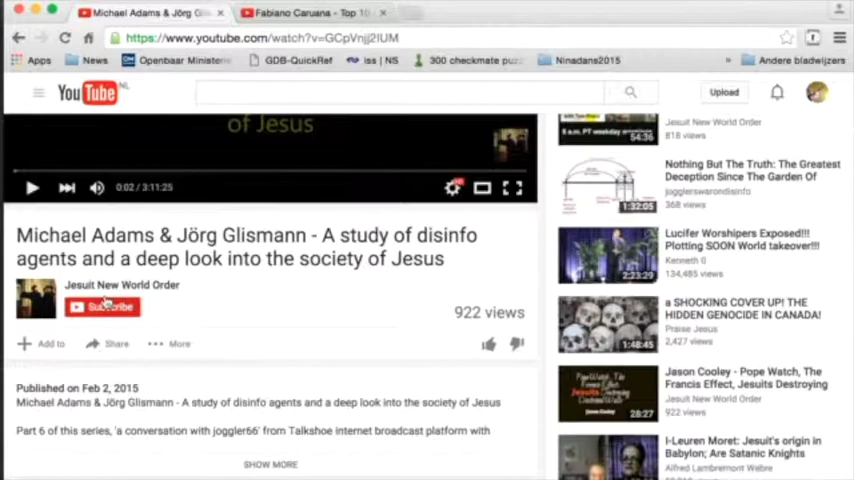 Michael Adams & Jörg Glis
Fabiano Caruana - Top 10
https://www.youtube.com/watch?v=GCpVnjj2IUM
Apps
News
Openbaar Ministerie
GDB-QuickRef
iss | NS
300 checkmate puz
Ninadans2015
»
Andere bladwijzers
YouTube NL
Upload
of Jesus
0:02 / 3:11:25
Michael Adams & Jörg Glismann - A study of disinfo
agents and a deep look into the society of Jesus
Jesuit New World Order
Subscribe
922 views
Add to
Share
More
Published on Feb 2, 2015
Michael Adams & Jörg Glismann - A study of disinfo agents and a deep look into the society of Jesus
Part 6 of this series, 'a conversation with joggler66' from Talkshoe internet broadcast platform with
SHOW MORE
54:36
Jesuit New World Order
818 views
1:32:05
Nothing But The Truth: The Greatest
Deception Since The Garden Of
jogglerswarondisinfo
368 views
2:23:29
Lucifer Worshipers Exposed!!!
Plotting SOON World takeover!!!
Kenneth G
134,485 views
1:48:45
a SHOCKING COVER UP! THE
HIDDEN GENOCIDE IN CANADA!
Praise Jesus
2,427 views
28:27
Jason Cooley - Pope Watch, The
Francis Effect, Jesuits Destroying
Jesuit New World Order
922 views
I-Leuren Moret: Jesuit's origin in
Babylon; Are Satanic Knights
Alfred Lambremont Webre